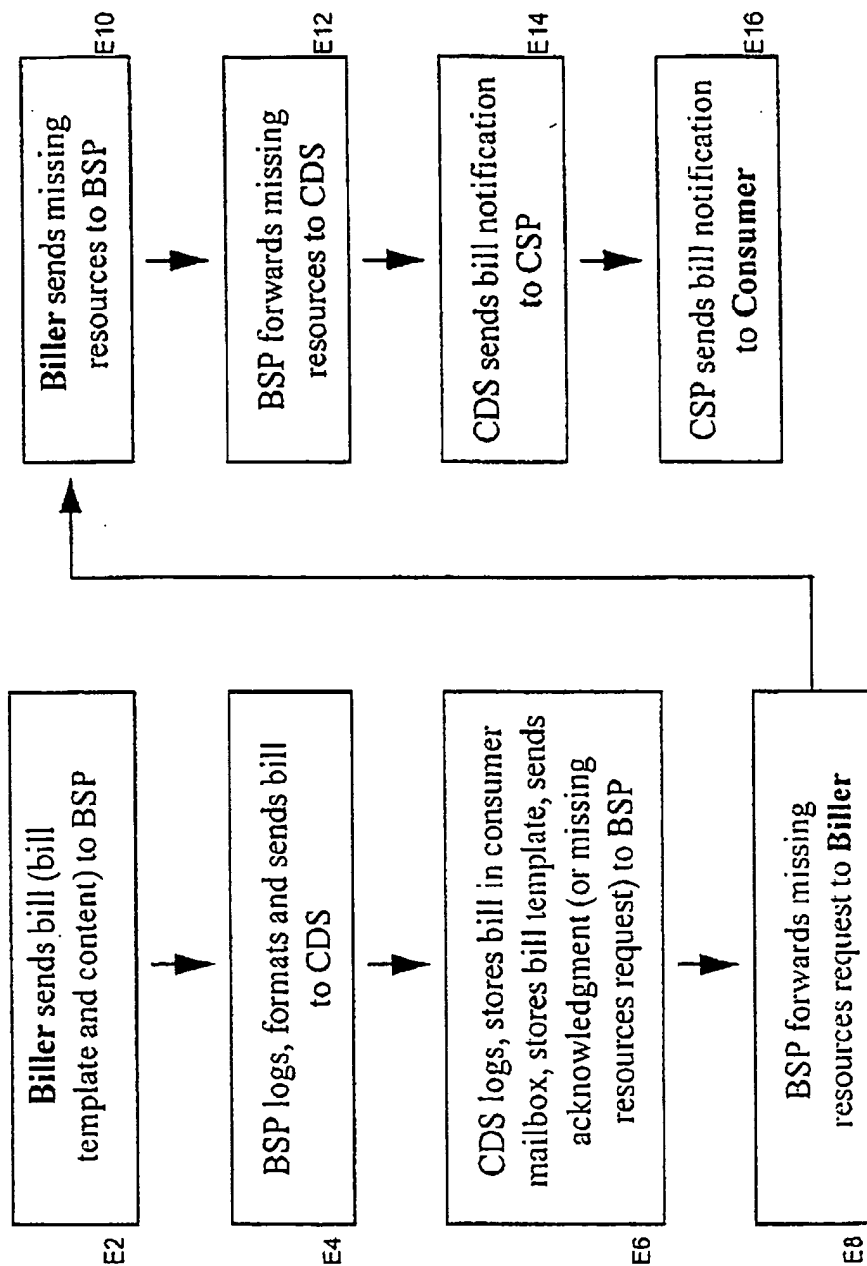 Biller sends bill (bill
template and content) to BSP
E2
BSP logs, formats and sends bill
to CDS
E4
CDS logs, stores bill in consumer
mailbox, stores bill template, sends
acknowledgment (or missing
resources request) to BSP
E6
BSP forwards missing
resources request to Biller
E8
Biller sends missing
resources to BSP
E10
BSP forwards missing
resources to CDS
E12
CDS sends bill notification
to CSP
E14
CSP sends bill notification
to Consumer
E16